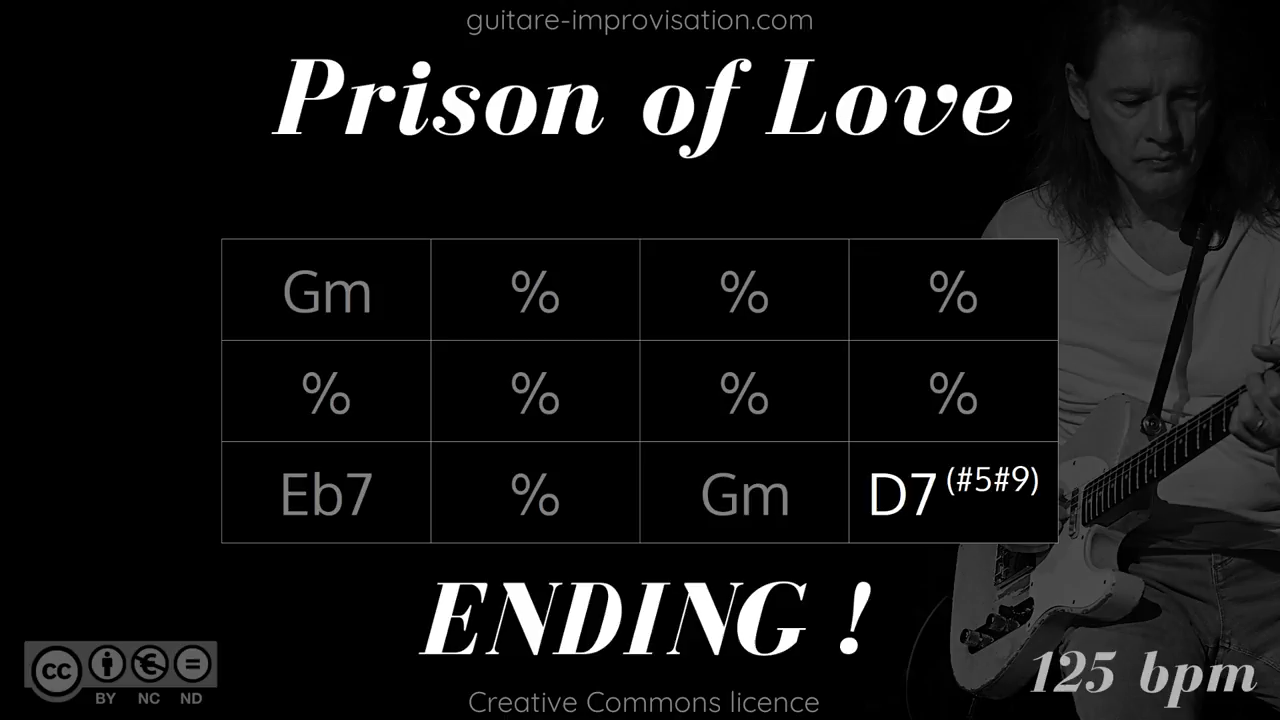 guitare-improvisation.com
Prison of Love
Gm % % %
% % % %
Eb7 % Gm D7(#5#9)
ENDING !
cc
BY NC ND
125 bpm
Creative Commons licence